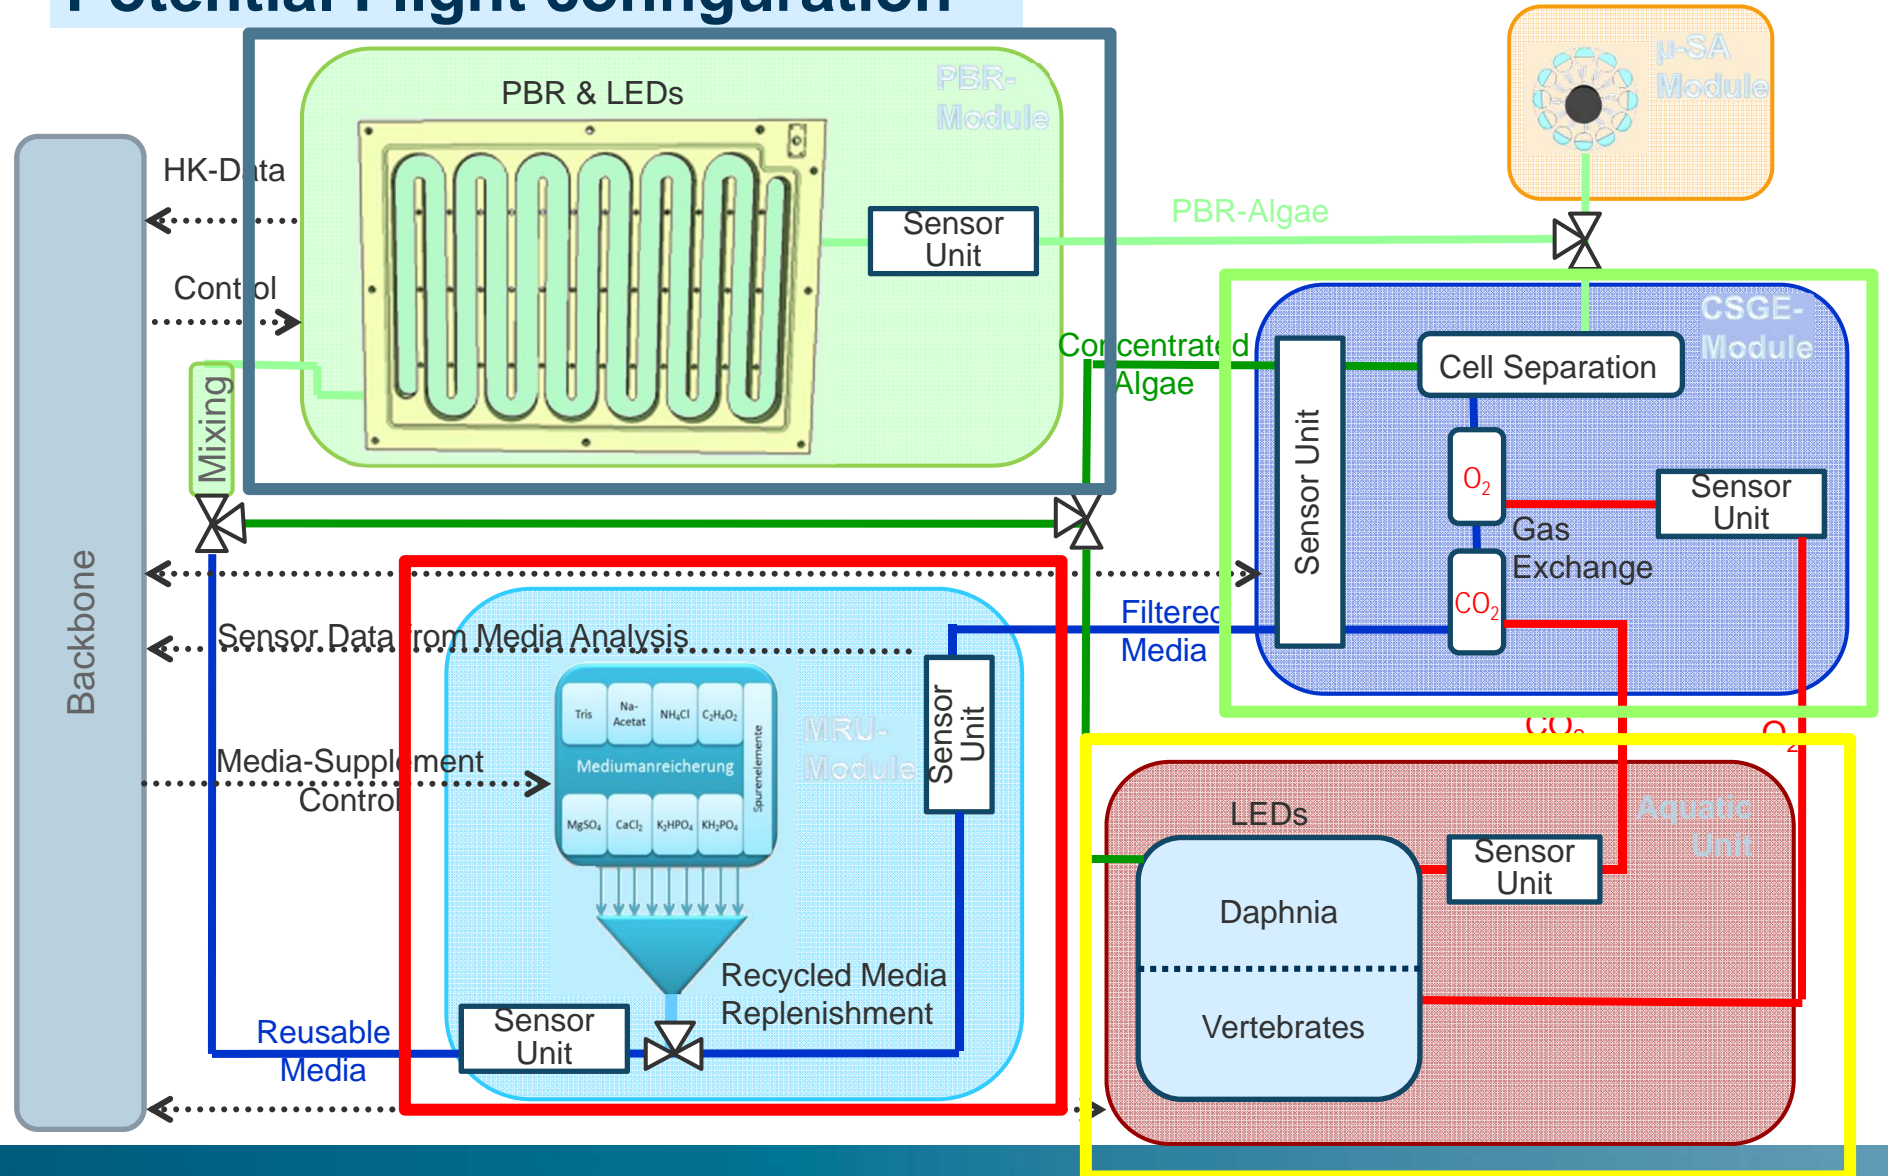 Potential Flight configuration
PBR & LEDs
PBR-
Module
µ-SA
Module
HK-Data
Control
Sensor
Unit
PBR-Algae
CSGE-
Module
Concentrated
Algae
Cell Separation
Mixing
Sensor Unit
O₂
Sensor
Unit
Gas
Exchange
CO₂
Backbone
Filtered
Media
Sensor Data from Media Analysis
Sensor
Unit
Tris
Na-
Acetat
NH₄Cl
C₂H₄O₂
Spurenelemente
Mediumanreicherung
MgSO₄
CaCl₂
K₂HPO₄
KH₂PO₄
MRU-
Module
Media-Supplement
Control
CO₂
O₂
LEDs
Aquatic
Unit
Sensor
Unit
Daphnia
Vertebrates
Recycled Media
Replenishment
Sensor
Unit
Reusable
Media